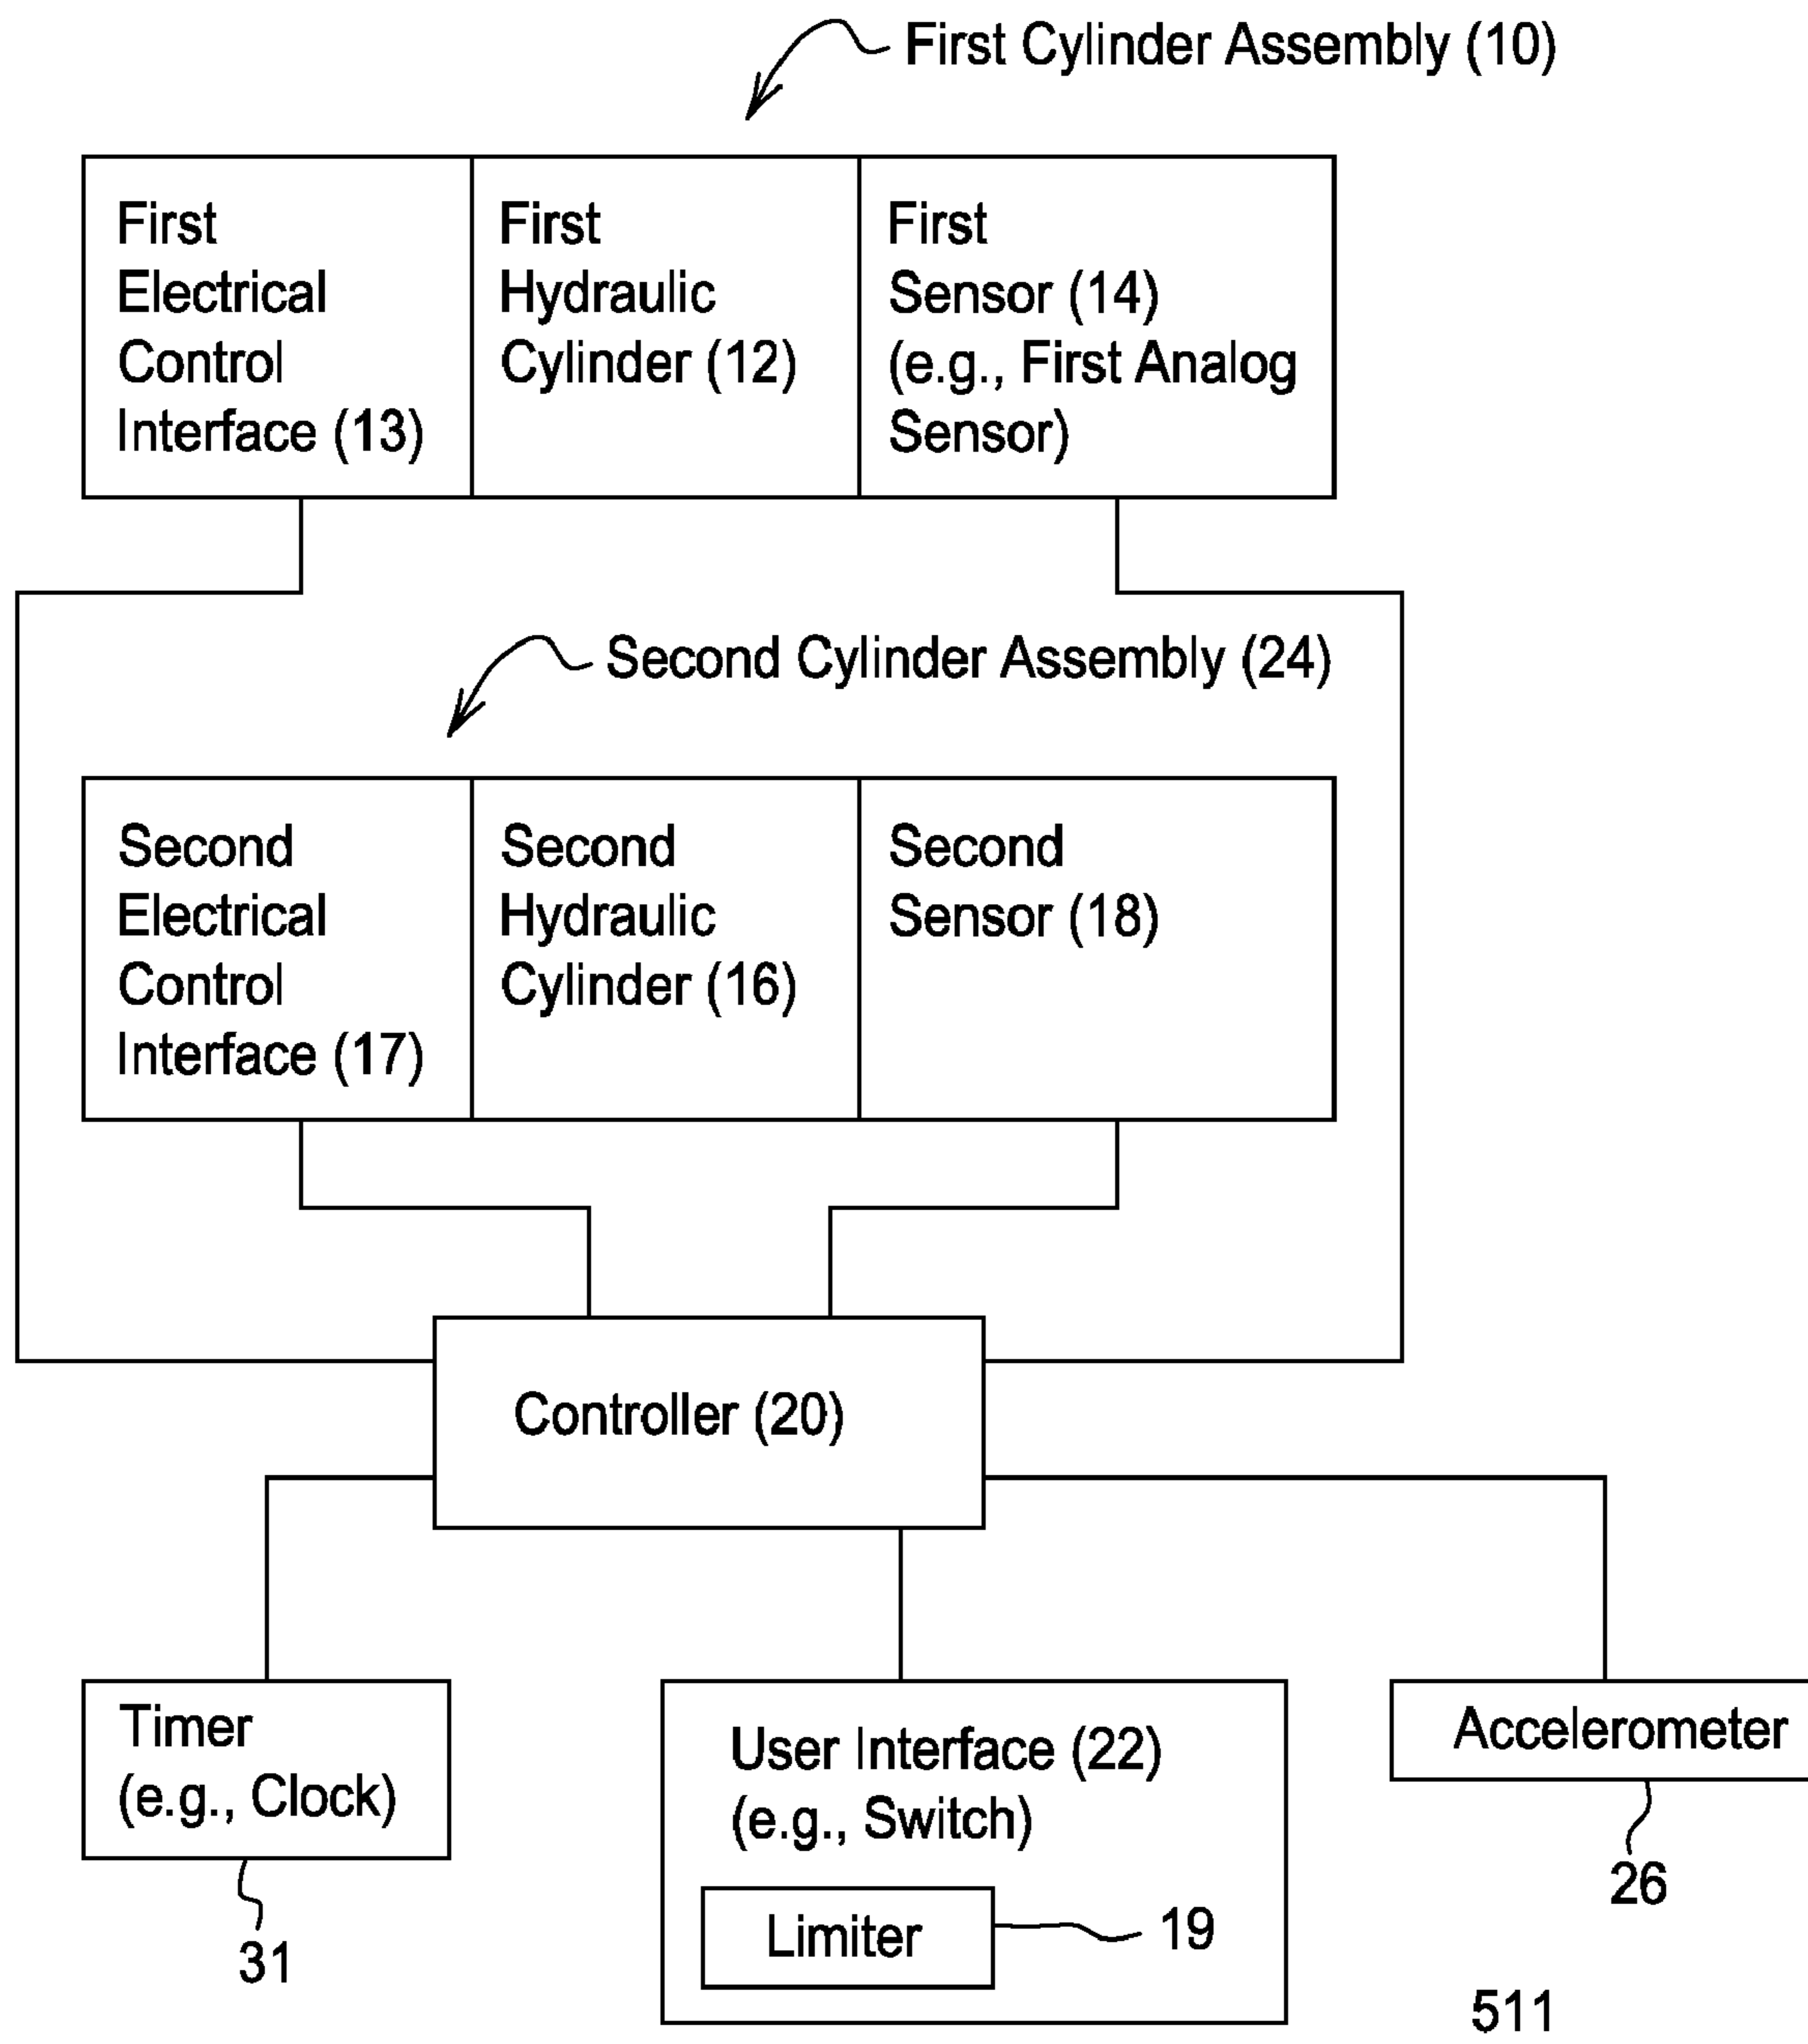 First Cylinder Assembly (10)
First
Electrical
Control
Interface (13)
First
Hydraulic
Cylinder (12)
First
Sensor (14)
(e.g., First Analog
Sensor)
Second Cylinder Assembly (24)
Second
Electrical
Control
Interface (17)
Second
Hydraulic
Cylinder (16)
Second
Sensor (18)
Controller (20)
Timer
(e.g., Clock)
31
User Interface (22)
(e.g., Switch)
Limiter
19
Accelerometer
26
511